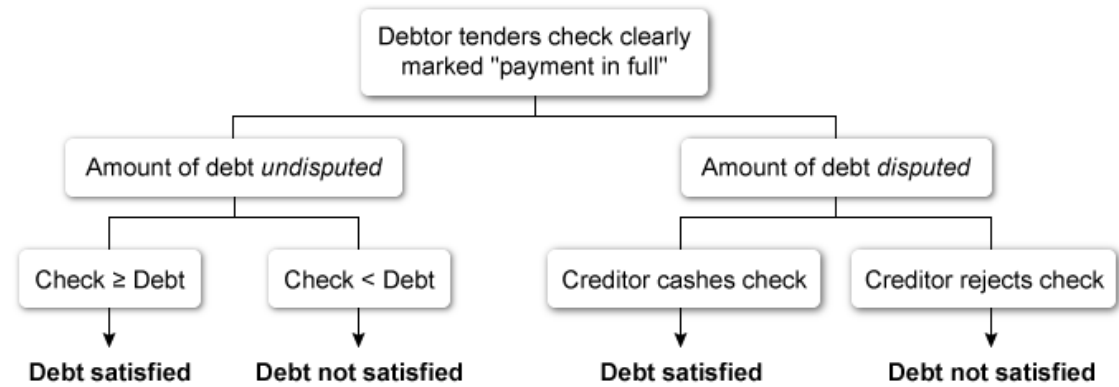 Debtor tenders check clearly
marked "payment in full"
Amount of debt undisputed
Amount of debt disputed
Check ≥ Debt
Check < Debt
Creditor cashes check
Creditor rejects check
Debt satisfied
Debt not satisfied
Debt satisfied
Debt not satisfied